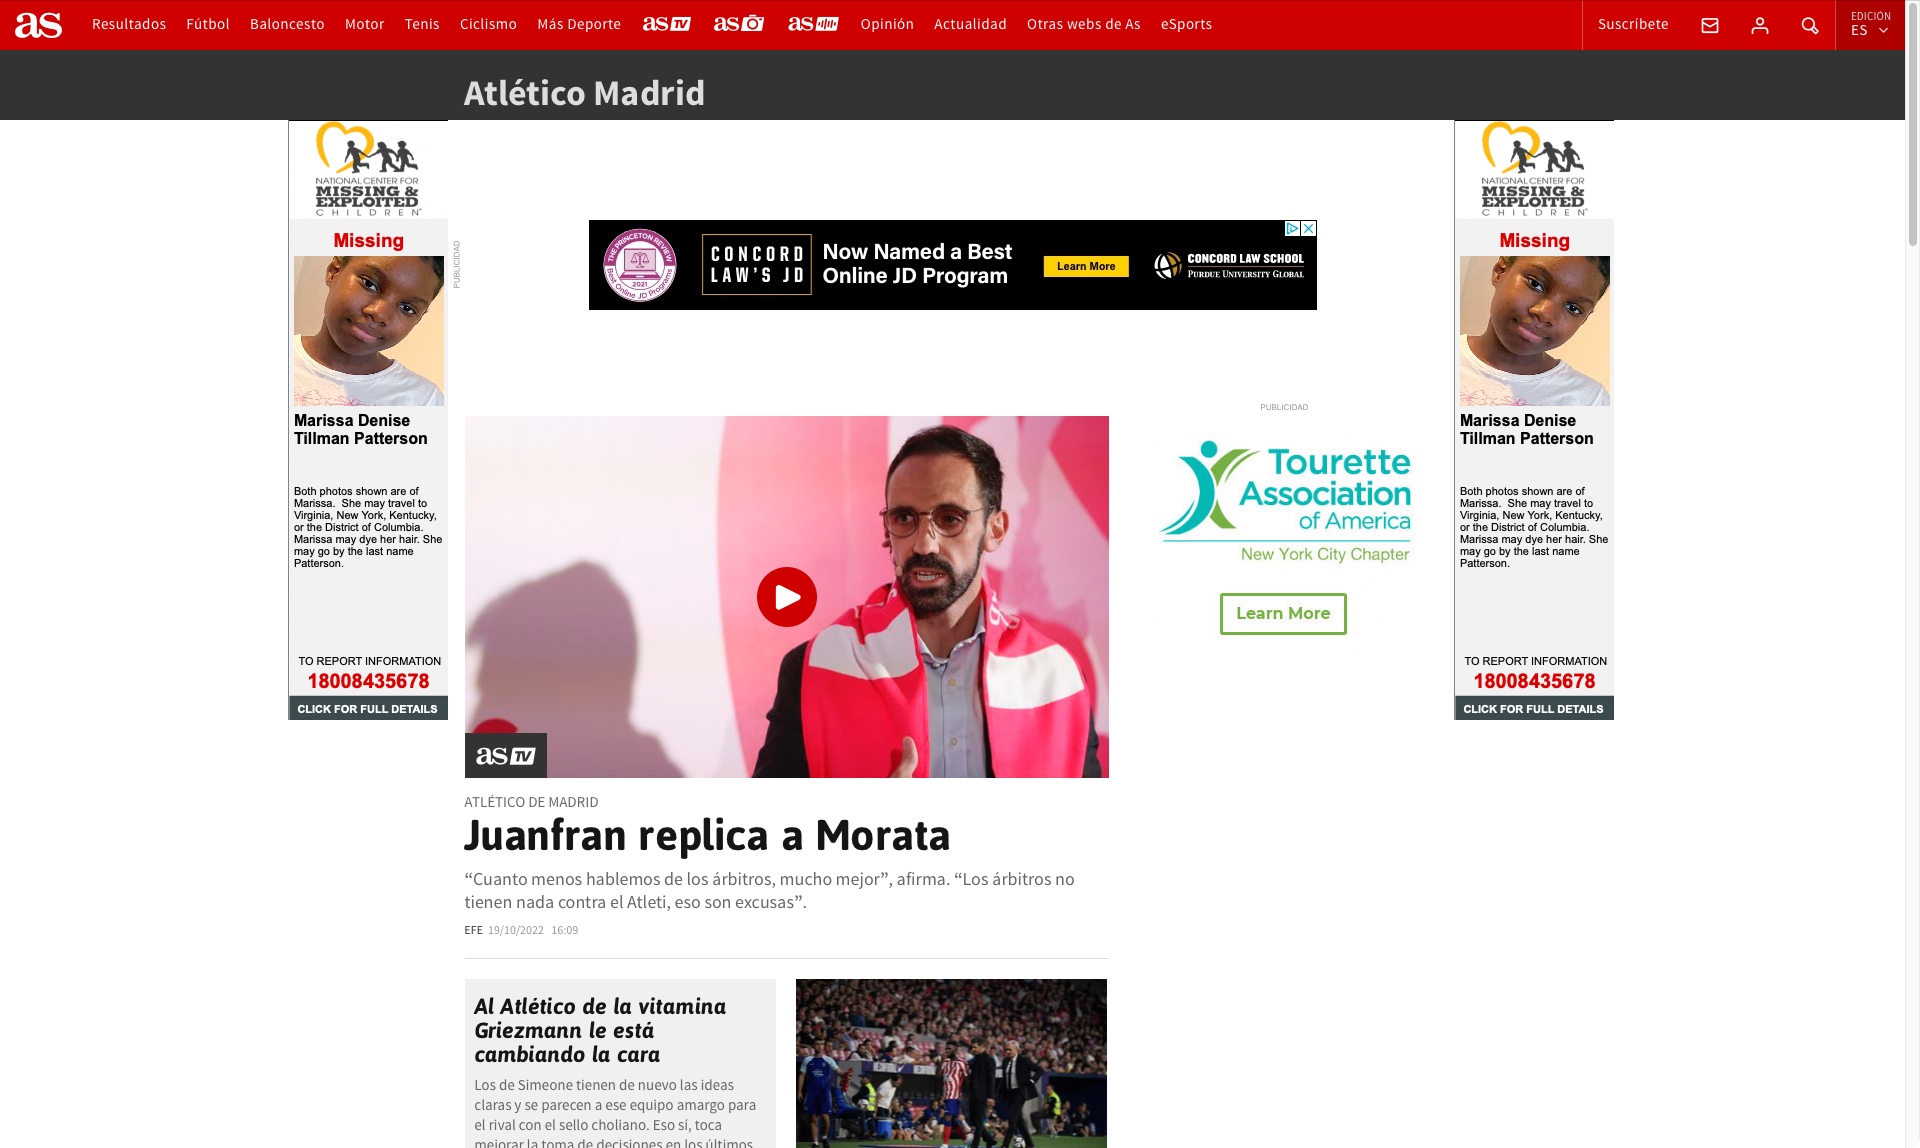 as
Resultados
Fútbol
Baloncesto
Motor
Tenis
Ciclismo
Más Deporte
as TV
as
as
Opinión
Actualidad
Otras webs de As
eSports
Suscríbete
EDICIÓN
ES
Atlético Madrid
NATIONAL CENTER FOR
MISSING &
EXPLOITED
CHILDREN®
Missing
Marissa Denise
Tillman Patterson
Both photos shown are of
Marissa. She may travel to
Virginia, New York, Kentucky,
or the District of Columbia.
Marissa may dye her hair. She
may go by the last name
Patterson.
TO REPORT INFORMATION
18008435678
CLICK FOR FULL DETAILS
PUBLICIDAD
THE PRINCETON REVIEW
2021
Best Online JD Programs
CONCORD
LAW'S JD
Now Named a Best
Online JD Program
Learn More
CONCORD LAW SCHOOL
PURDUE UNIVERSITY GLOBAL
PUBLICIDAD
Tourette
Association
of America
New York City Chapter
Learn More
NATIONAL CENTER FOR
MISSING &
EXPLOITED
CHILDREN®
Missing
Marissa Denise
Tillman Patterson
Both photos shown are of
Marissa. She may travel to
Virginia, New York, Kentucky,
or the District of Columbia.
Marissa may dye her hair. She
may go by the last name
Patterson.
TO REPORT INFORMATION
18008435678
CLICK FOR FULL DETAILS
as TV
ATLÉTICO DE MADRID
Juanfran replica a Morata
“Cuanto menos hablemos de los árbitros, mucho mejor”, afirma. “Los árbitros no
tienen nada contra el Atleti, eso son excusas”.
EFE 19/10/2022 16:09
Al Atlético de la vitamina
Griezmann le está
cambiando la cara
Los de Simeone tienen de nuevo las ideas
claras y se parecen a ese equipo amargo para
el rival con el sello choliano. Eso sí, toca
mejorar la toma de decisiones en los últimos